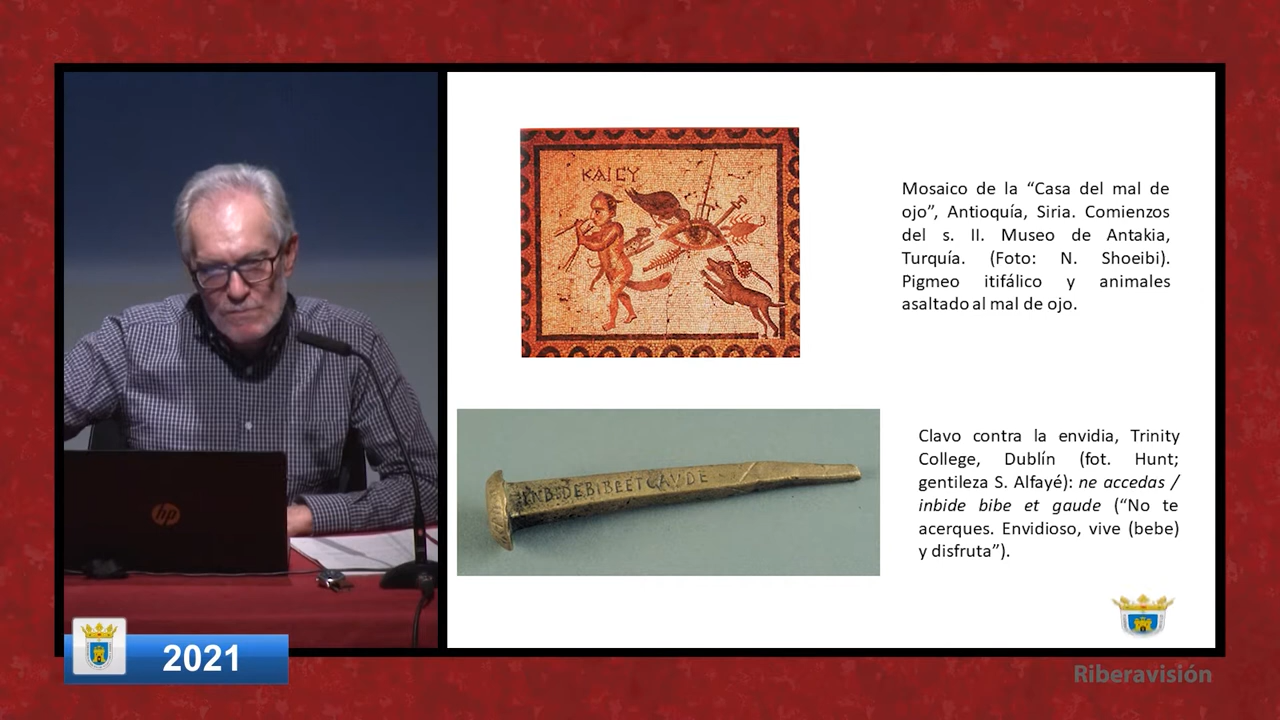 KAICY
Mosaico de la “Casa del mal de
ojo”, Antioquía, Siria. Comienzos
del s. II. Museo de Antakia,
Turquía. (Foto: N. Shoeibi).
Pigmeo itifálico y animales
asaltado al mal de ojo.
INBIDEBIBEETGAVDE
Clavo contra la envidia, Trinity
College, Dublín (fot. Hunt;
gentileza S. Alfayé): ne accedas /
inbide bibe et gaude (“No te
acerques. Envidioso, vive (bebe)
y disfruta”).
hp
2021
Riberavisión